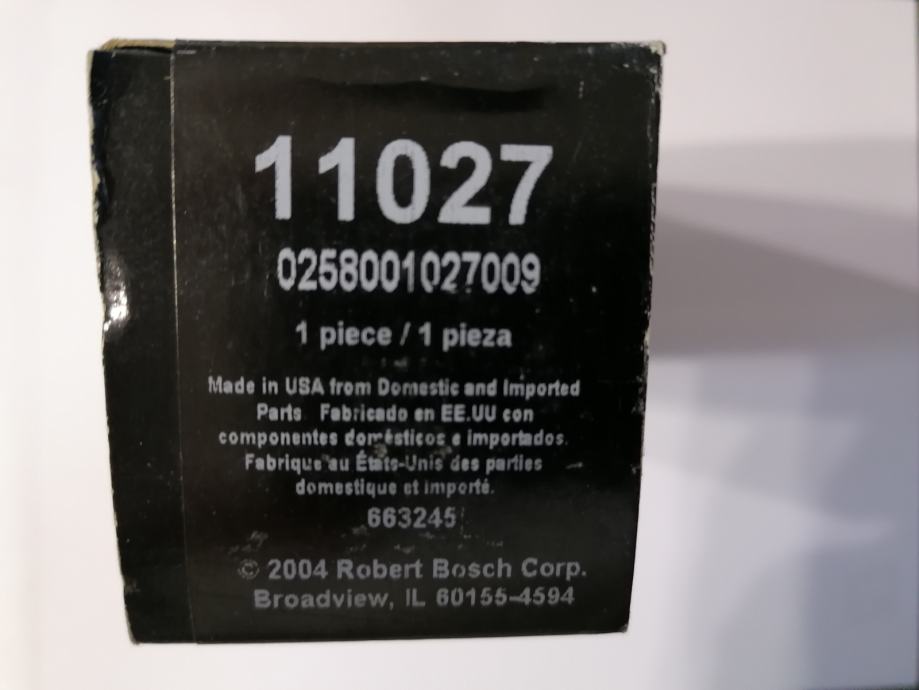 11027
0258001027009
1 piece / 1 pieza
Made in USA from Domestic and Imported
Parts Fabricado en EE.UU con
componentes domésticos e importados.
Fabrique au États-Unis des parties
domestique et importé.
663245
© 2004 Robert Bosch Corp.
Broadview, IL 60155-4594